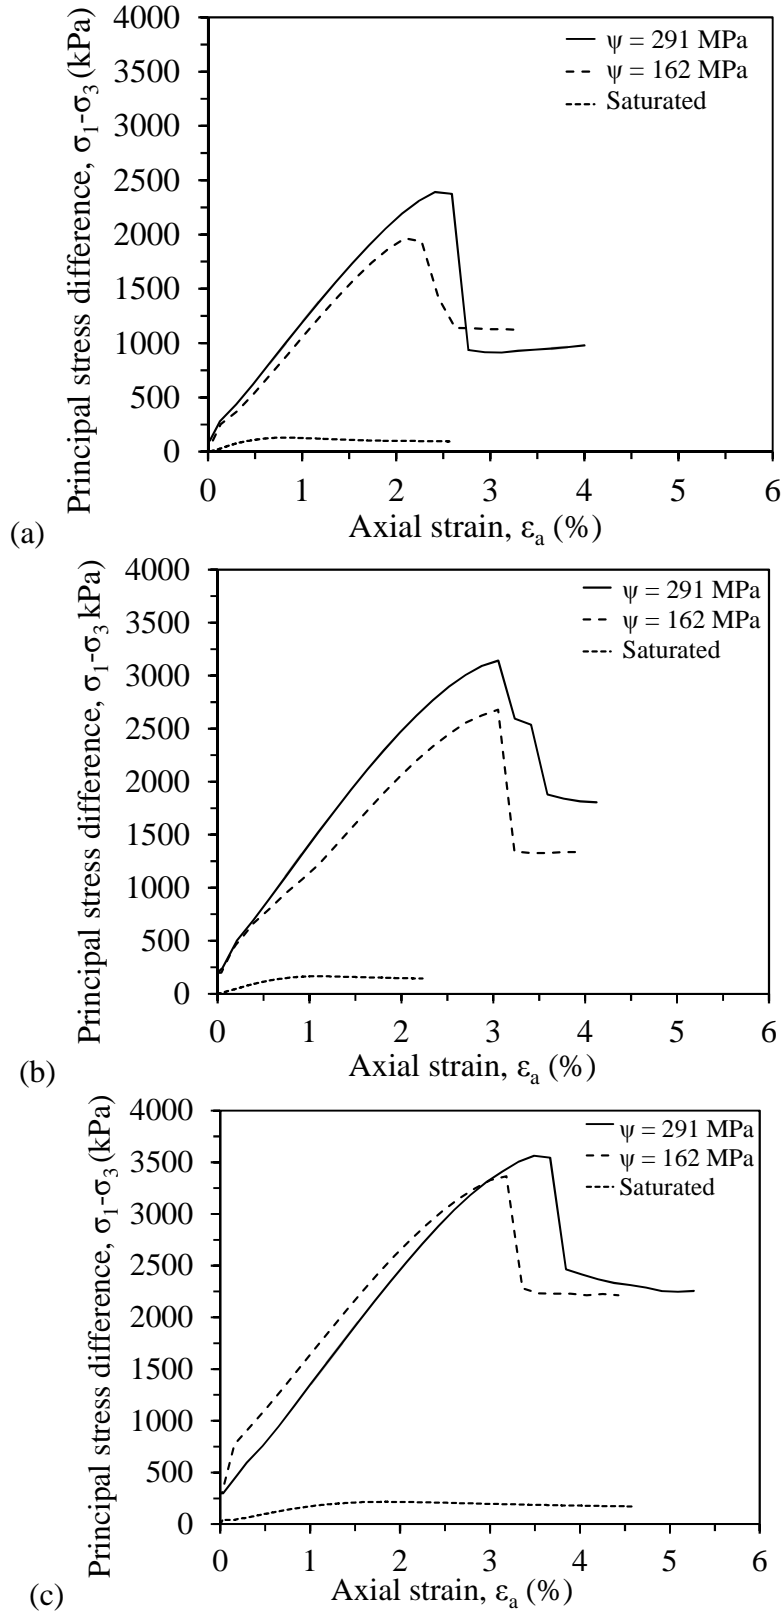 4000
3500
3000
2500
2000
1500
1000
500
0
Principal stress difference, σ1-σ3 (kPa)
ψ = 291 MPa
ψ = 162 MPa
Saturated
0 1 2 3 4 5 6
Axial strain, εa (%)
(a)
4000
3500
3000
2500
2000
1500
1000
500
0
Principal stress difference, σ1-σ3 kPa)
ψ = 291 MPa
ψ = 162 MPa
Saturated
0 1 2 3 4 5 6
Axial strain, εa (%)
(b)
4000
3500
3000
2500
2000
1500
1000
500
0
Principal stress difference, σ1-σ3 (kPa)
ψ = 291 MPa
ψ = 162 MPa
Saturated
0 1 2 3 4 5 6
Axial strain, εa (%)
(c)